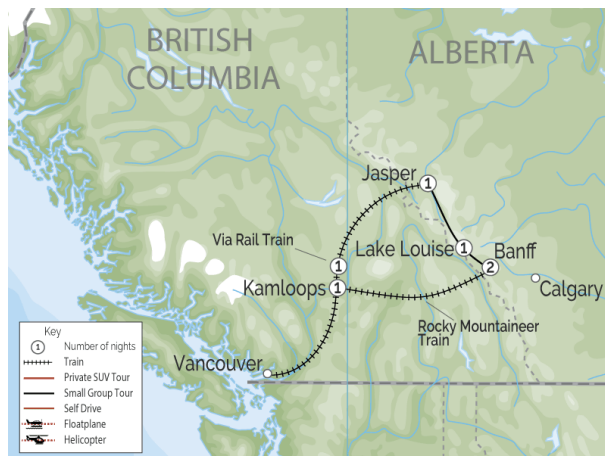 BRITISH
COLUMBIA
ALBERTA
Jasper
1
Via Rail Train
1
Lake Louise
1
Banff
2
Kamloops
1
Calgary
Rocky Mountaineer
Train
Vancouver
Key
1 Number of nights
Train
Private SUV Tour
Small Group Tour
Self Drive
Floatplane
Helicopter